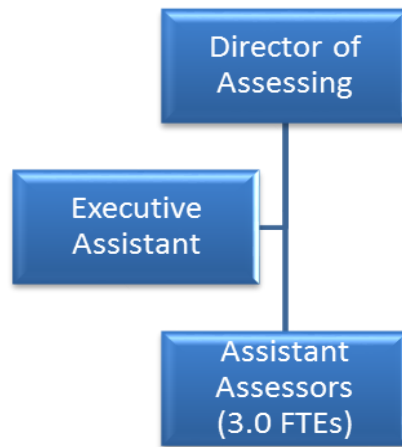 Director of
Assessing
Executive
Assistant
Assistant
Assessors
(3.0 FTEs)